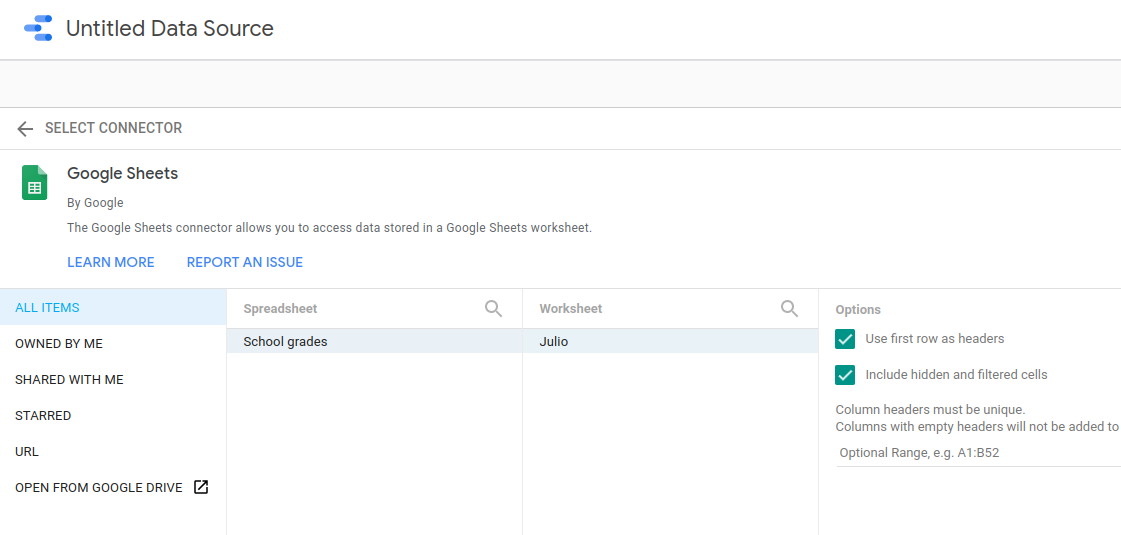 Untitled Data Source
SELECT CONNECTOR
Google Sheets
By Google
The Google Sheets connector allows you to access data stored in a Google Sheets worksheet.
LEARN MORE REPORT AN ISSUE
ALL ITEMS
OWNED BY ME
SHARED WITH ME
STARRED
URL
OPEN FROM GOOGLE DRIVE
Spreadsheet
School grades
Worksheet
Julio
Options
Use first row as headers
Include hidden and filtered cells
Column headers must be unique.
Columns with empty headers will not be added to
Optional Range, e.g. A1:B52